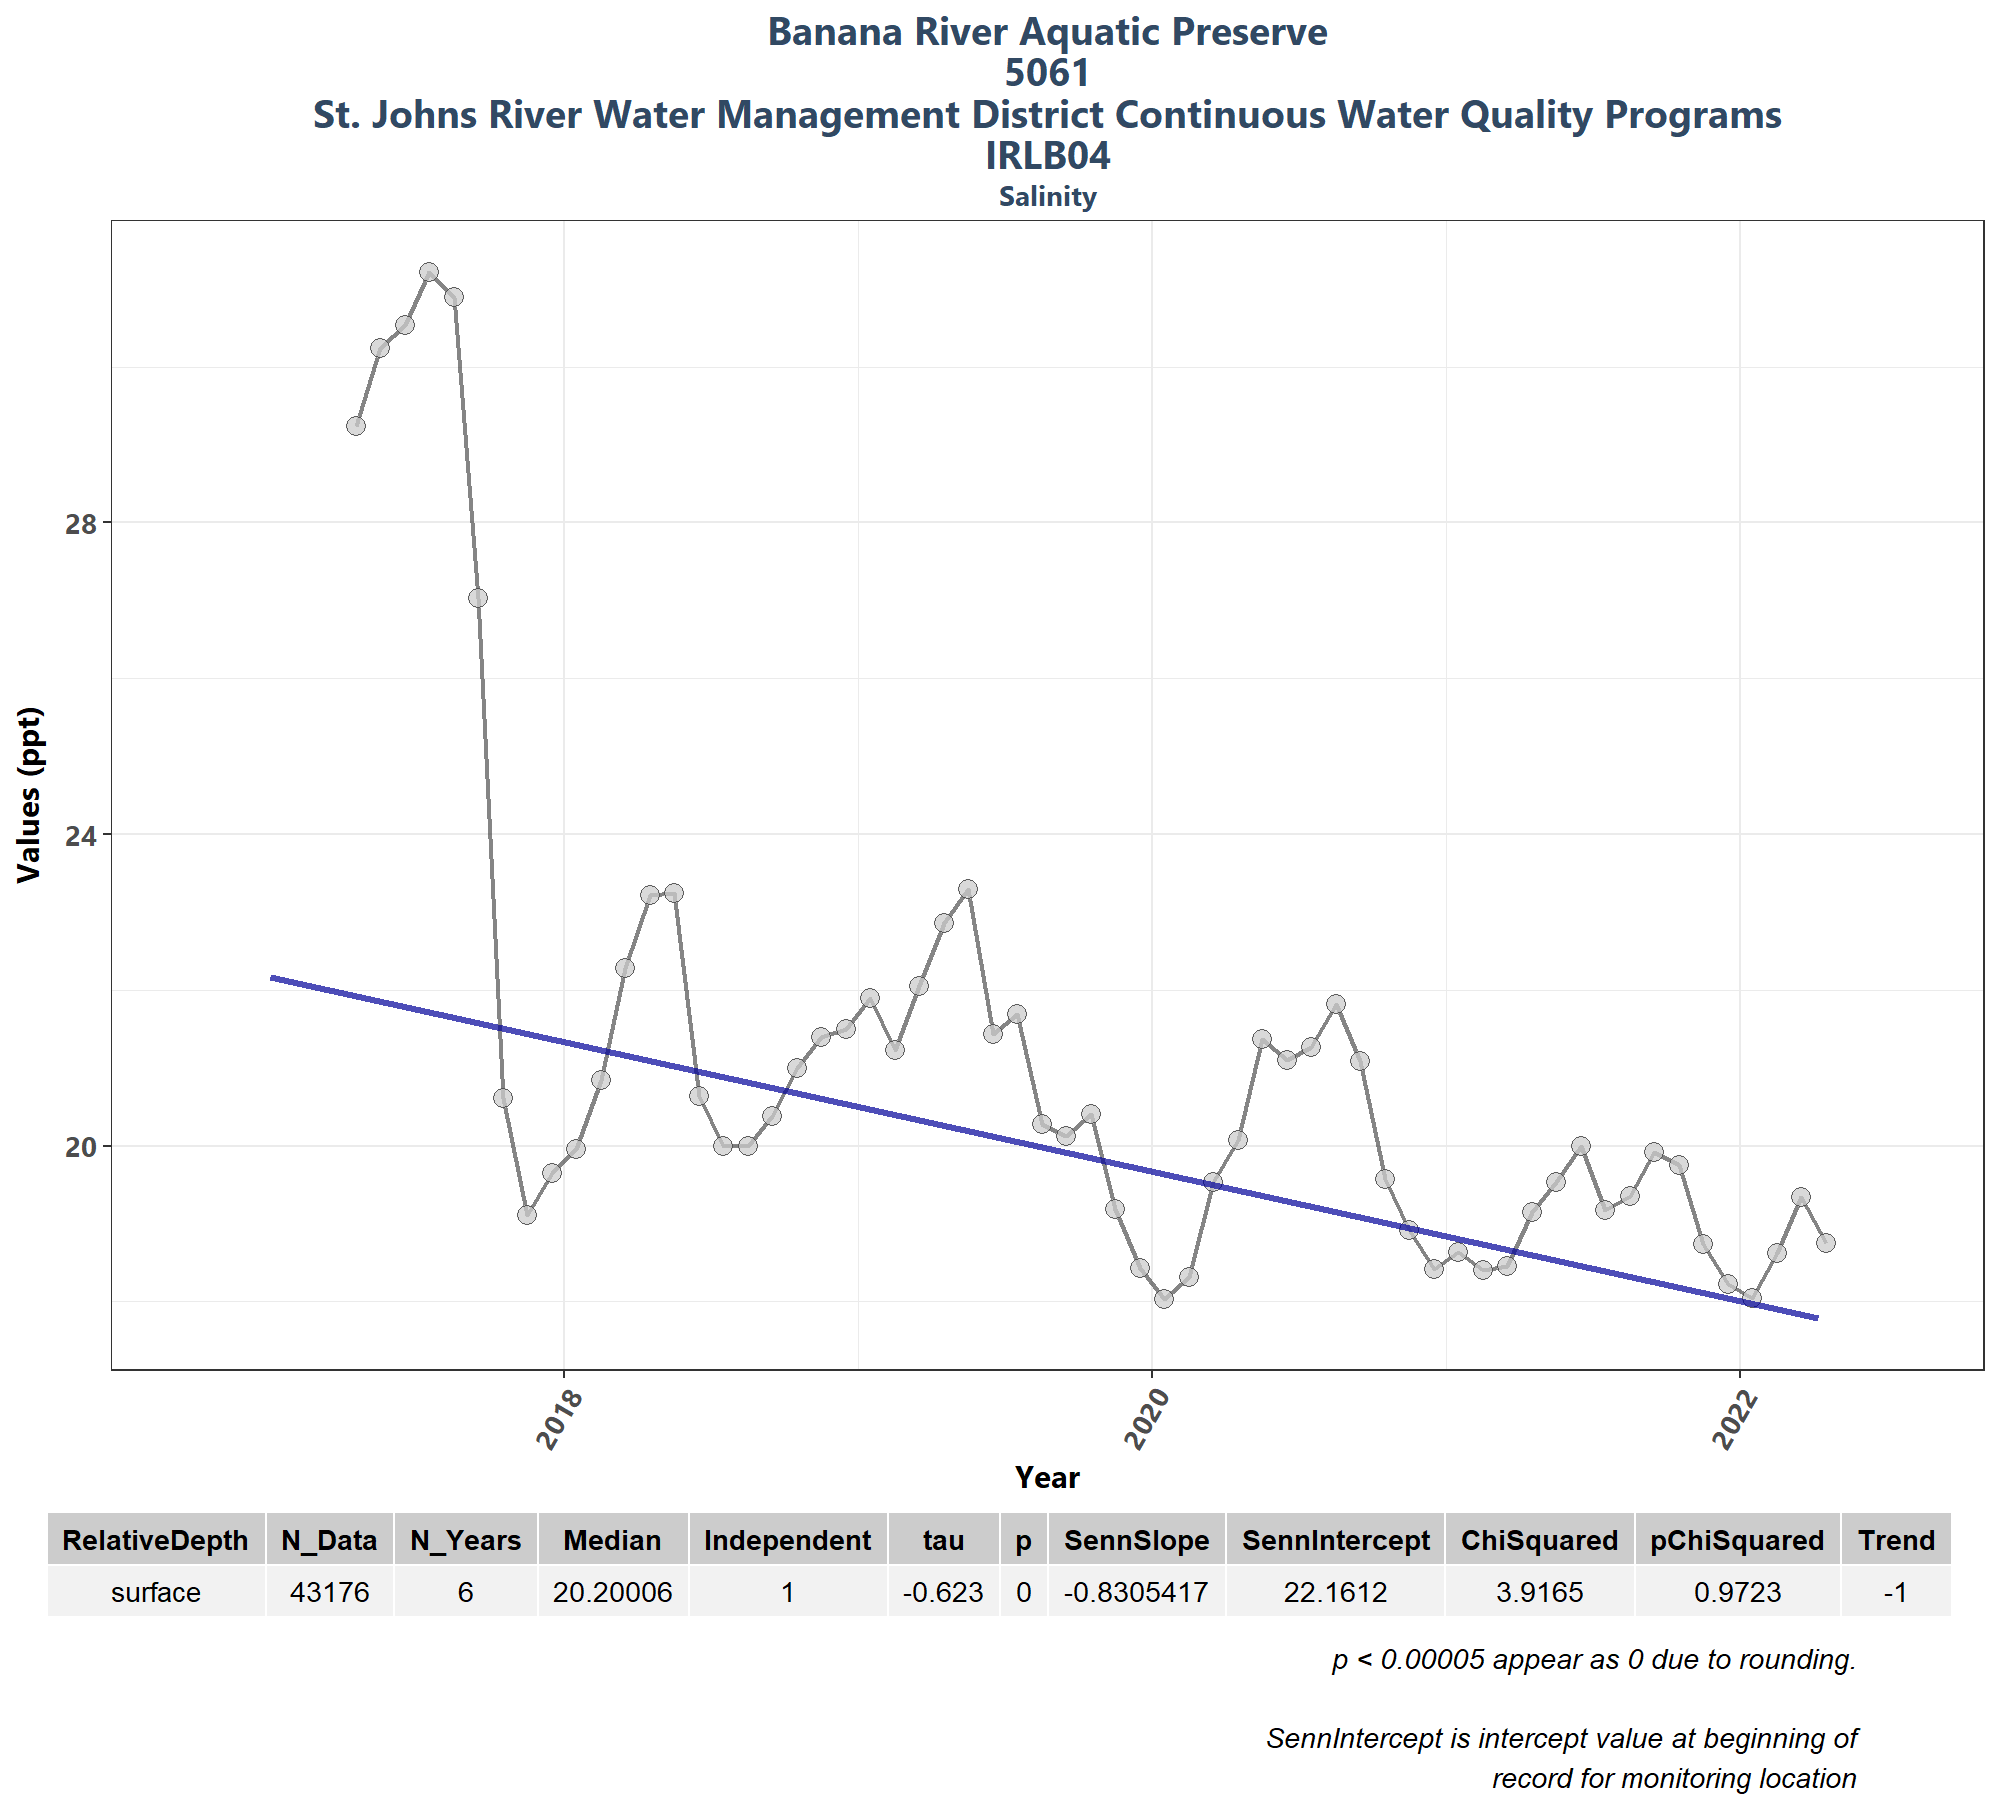 Banana River Aquatic Preserve
5061
St. Johns River Water Management District Continuous Water Quality Programs
IRLB04
Salinity
Values (ppt)
28
24
20
2018
2020
2022
Year
RelativeDepth N_Data N_Years Median Independent tau p SennSlope SennIntercept ChiSquared pChiSquared Trend
surface 43176 6 20.20006 1 -0.623 0 -0.8305417 22.1612 3.9165 0.9723 -1
p < 0.00005 appear as 0 due to rounding.
SennIntercept is intercept value at beginning of
record for monitoring location